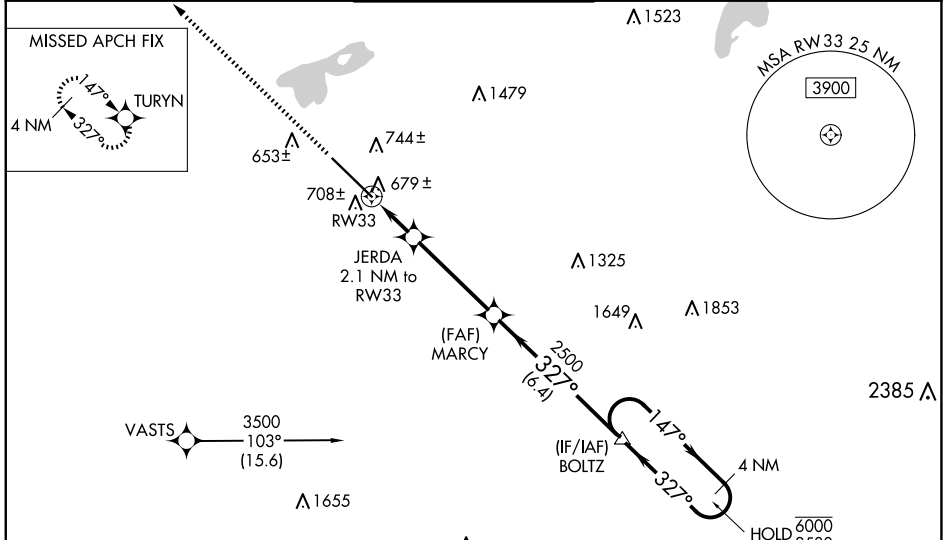 MISSED APCH FIX
147°
TURYN
4 NM
327°
1523
MSA RW33 25 NM
3900
1479
653±
744±
679±
708±
RW33
JERDA
2.1 NM to
RW33
1325
1649
1853
(FAF)
MARCY
2500
327°
(6.4)
2385
VASTS
3500
103°
(15.6)
(IF/IAF)
BOLTZ
147°
4 NM
327°
1655
HOLD 6000